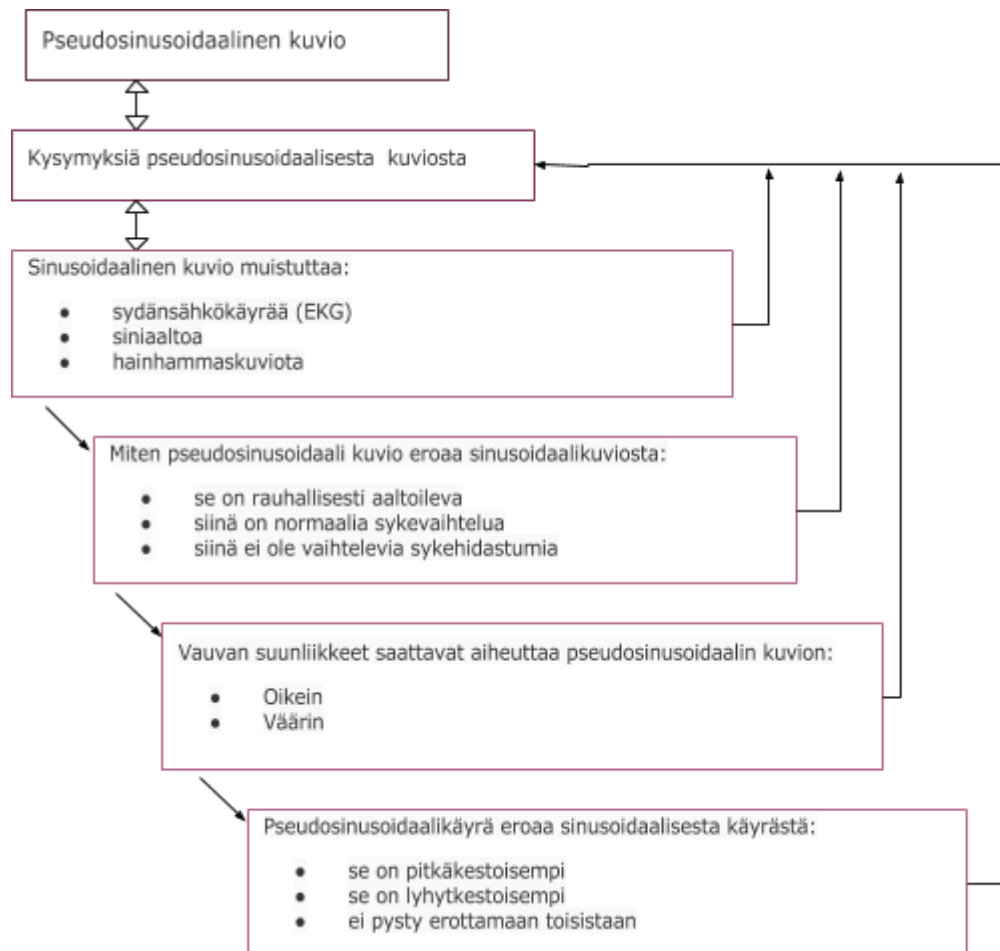 Pseudosinusoidaalinen kuvio
Kysymyksiä pseudosinusoidaalisesta kuviosta
Sinusoidaalinen kuvio muistuttaa:
● sydänsähkökäyrää (EKG)
● siniaaltoa
● hainhammaskuviota
Miten pseudosinusoidaali kuvio eroaa sinusoidaalikuviosta:
● se on rauhallisesti aaltoileva
● siinä on normaalia sykevaihtelua
● siinä ei ole vaihtelevia sykehidastumia
Vauvan suunliikkeet saattavat aiheuttaa pseudosinusoidaalin kuvion:
● Oikein
● Väärin
Pseudosinusoidaalikäyrä eroaa sinusoidaalisesta käyrästä:
● se on pitkäkestoisempi
● se on lyhytkestoisempi
● ei pysty erottamaan toisistaan